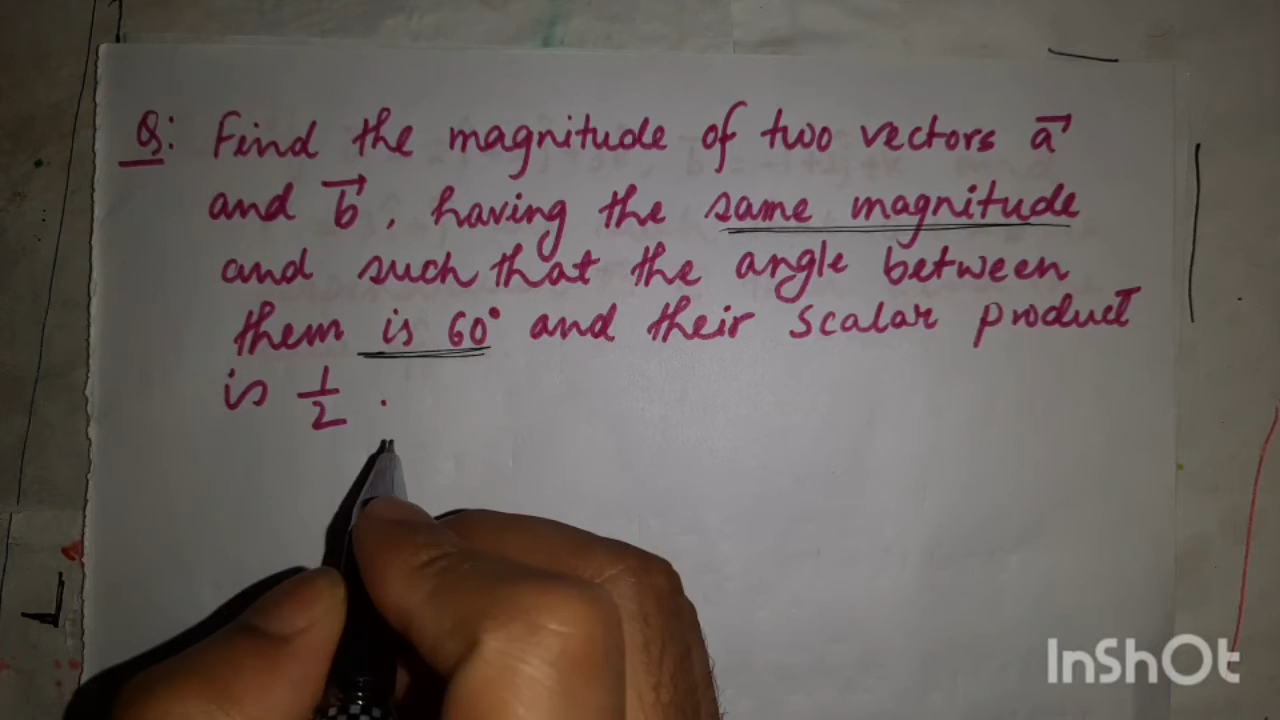 Q: Find the magnitude of two vectors a⃗
and b⃗, having the same magnitude
and such that the angle between
them is 60° and their scalar product
is 1/2.
InShOt